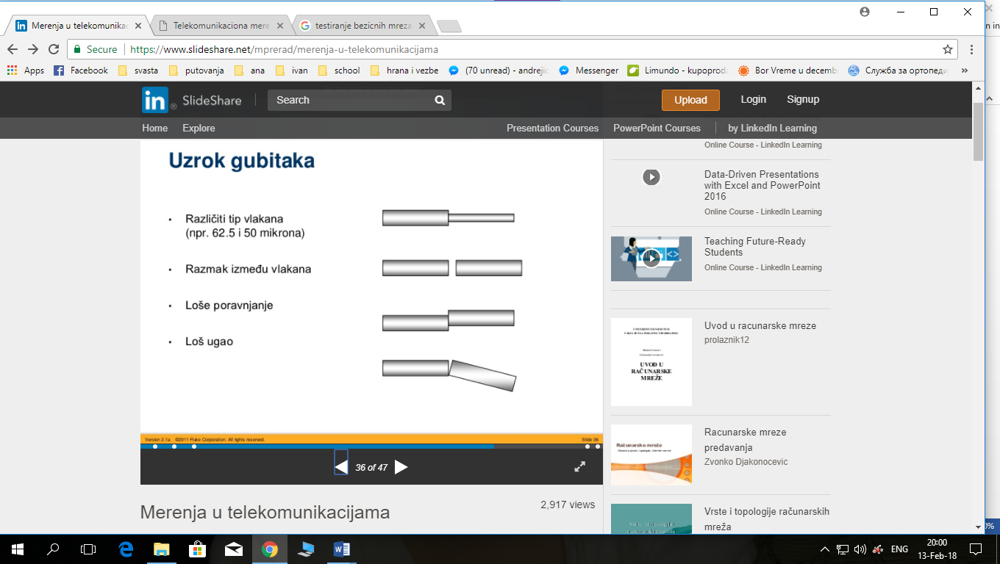 Merenja u telekomunikac
Telekomunikaciona mere
testiranje bezicnih mreza
n in
Secure
https://www.slideshare.net/mprerad/merenja-u-telekomunikacijama
Apps
Facebook
svasta
putovanja
ana
ivan
school
hrana i vezbe
(70 unread) - andrejic
Messenger
Limundo - kupoproda
Bor Vreme u decemb
Служба за ортопеди
»
in
SlideShare
Search
Upload
Login
Signup
Home
Explore
Presentation Courses
PowerPoint Courses
by LinkedIn Learning
Uzrok gubitaka
• Različiti tip vlakana
(npr. 62.5 i 50 mikrona)
• Razmak između vlakana
• Loše poravnjanje
• Loš ugao
Version 2.1a ©2011 Fluke Corporation. All rights reserved.
Slide 36
36 of 47
Merenja u telekomunikacijama
2,917 views
Online Course - LinkedIn Learning
Data-Driven Presentations
with Excel and PowerPoint
2016
Online Course - LinkedIn Learning
Teaching Future-Ready
Students
Online Course - LinkedIn Learning
UVOD U
RAČUNARSKE
MREŽE
Uvod u racunarske mreze
prolaznik12
Računarske mreže
Racunarske mreze
predavanja
Zvonko Djakonocevic
Vrste i topologije računarskih
mreža
0%
ENG
20:00
13-Feb-18